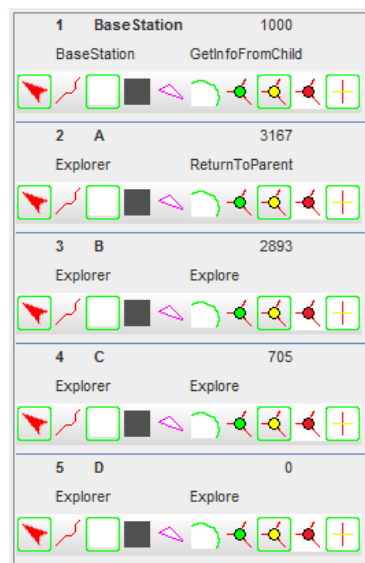 1 BaseStation 1000
BaseStation GetInfoFromChild
2 A 3167
Explorer ReturnToParent
3 B 2893
Explorer Explore
4 C 705
Explorer Explore
5 D 0
Explorer Explore